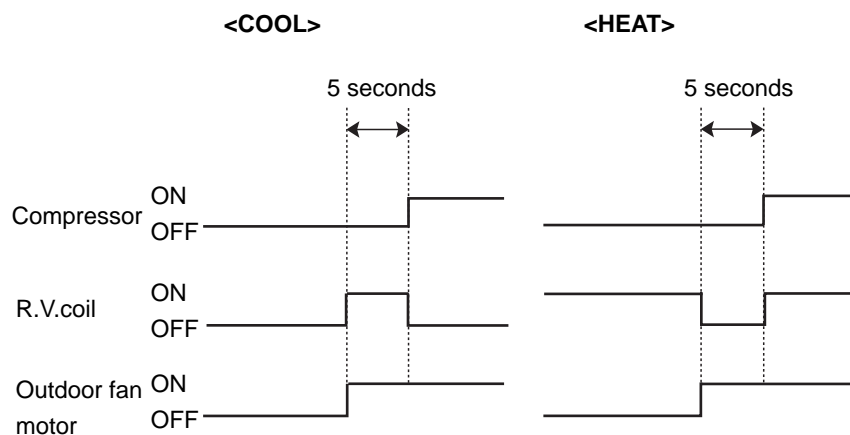 <COOL>
<HEAT>
5 seconds
5 seconds
Compressor
ON
OFF
R.V.coil
ON
OFF
Outdoor fan
motor
ON
OFF